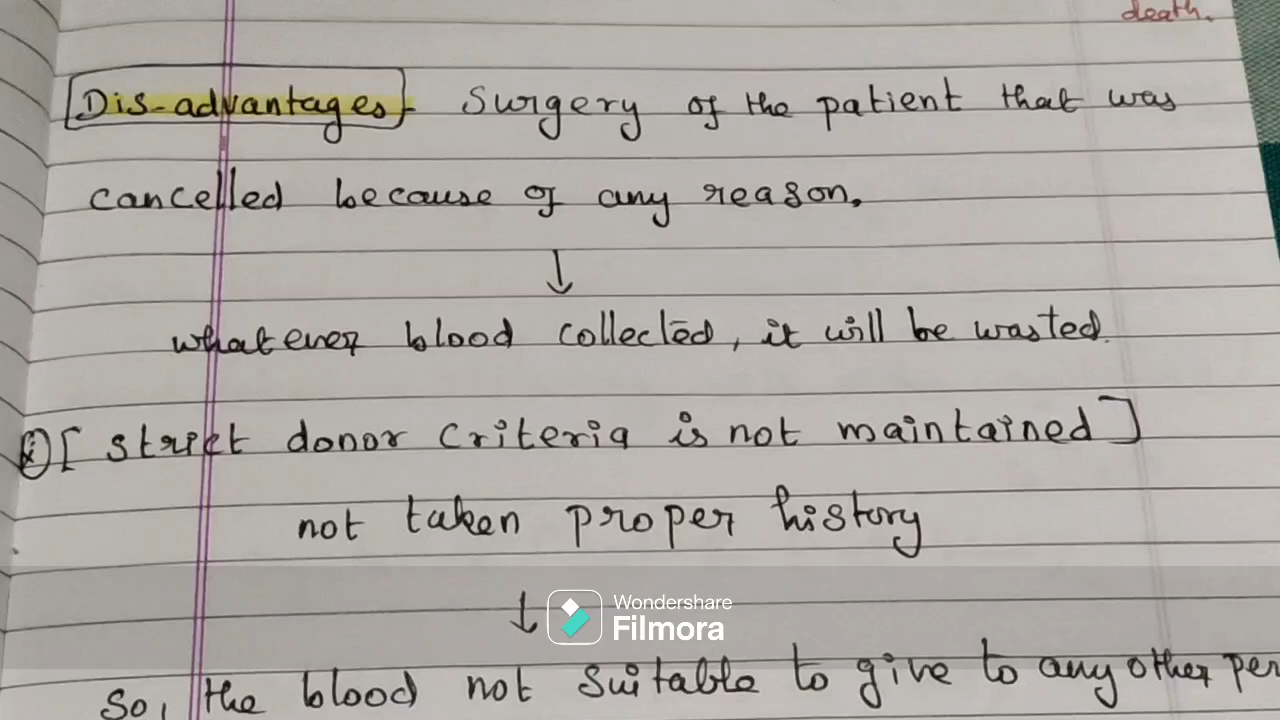 death.
Dis-advantages - Surgery of the patient that was
cancelled because of any reason.
↓
whatever blood collected, it will be wasted.
[ strict donor criteria is not maintained ]
not taken proper history
↓
Wondershare
Filmora
So, the blood not suitable to give to any other per